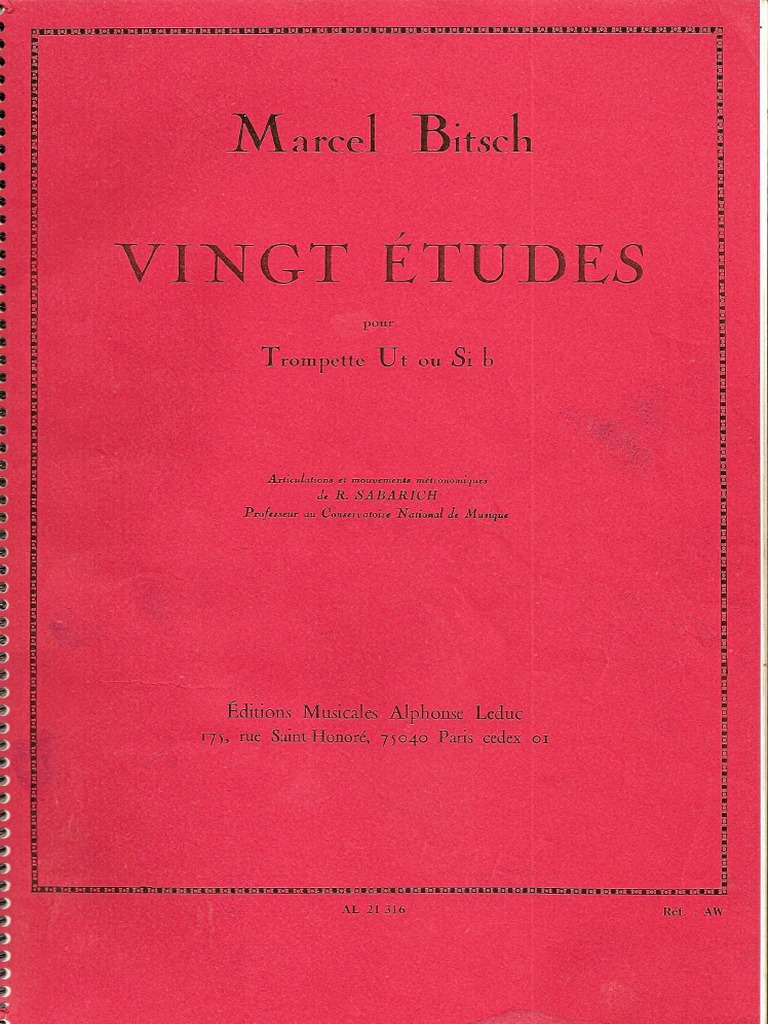 Marcel Bitsch
VINGT ÉTUDES
pour
Trompette Ut ou Si b
Articulations et mouvements métronomiques
de R. SABARICH
Professeur au Conservatoire National de Musique
Éditions Musicales Alphonse Leduc
175, rue Saint-Honoré, 75040 Paris cedex 01
AL 21 316
Réf. : AW